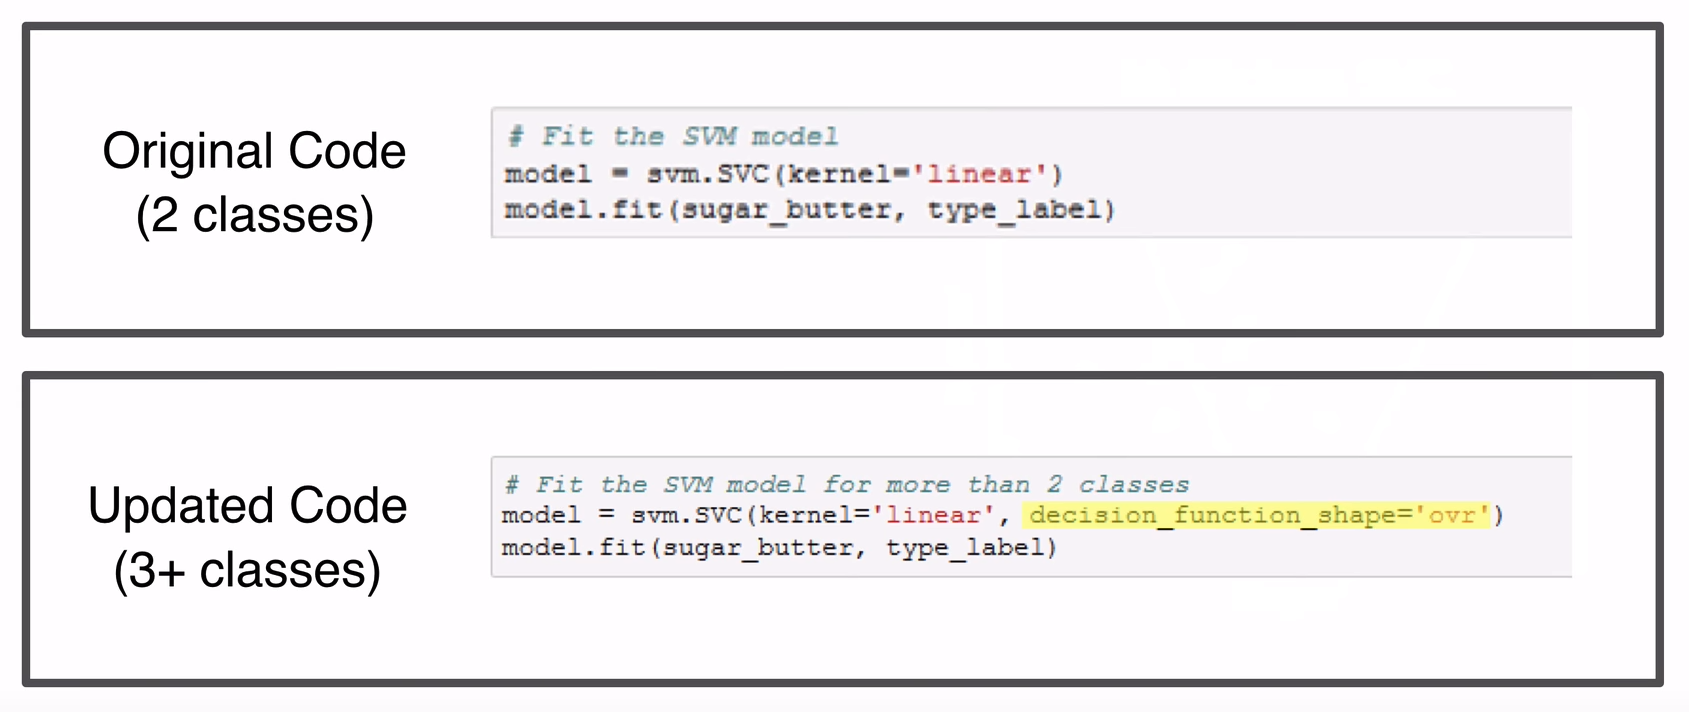 Original Code
(2 classes)
# Fit the SVM model
model = svm.SVC(kernel='linear')
model.fit(sugar_butter, type_label)
Updated Code
(3+ classes)
# Fit the SVM model for more than 2 classes
model = svm.SVC(kernel='linear', decision_function_shape='ovr')
model.fit(sugar_butter, type_label)